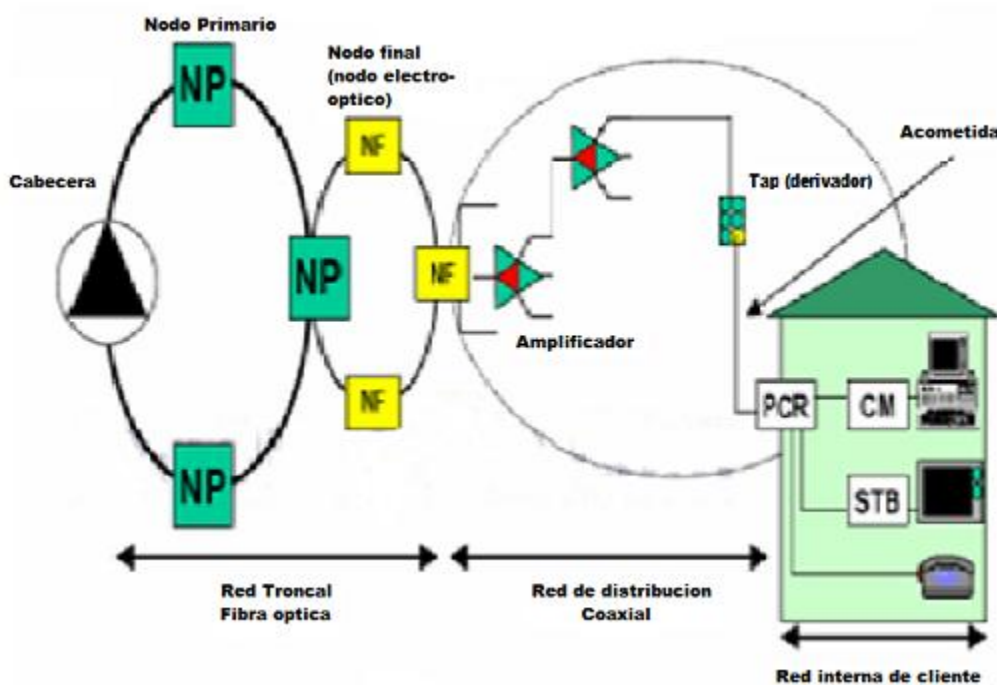 Nodo Primario
NP
Nodo final
(nodo electro-
optico)
NF
Cabecera
NP
NF
NF
NP
Amplificador
Tap (derivador)
Acometida
PCR
CM
STB
Red Troncal
Fibra optica
Red de distribucion
Coaxial
Red interna de cliente